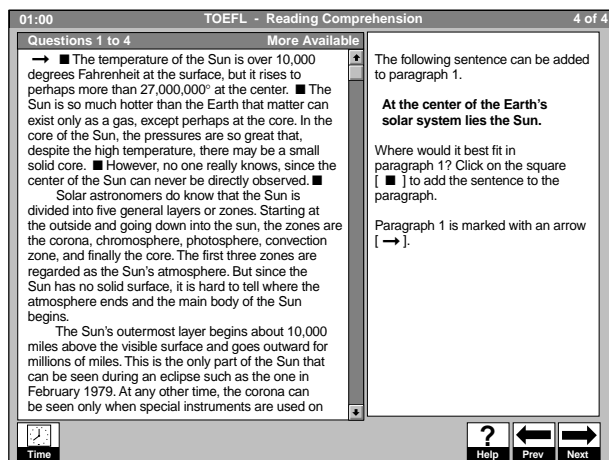 01:00 TOEFL - Reading Comprehension 4 of 4
Questions 1 to 4 More Available
→ ■ The temperature of the Sun is over 10,000
degrees Fahrenheit at the surface, but it rises to
perhaps more than 27,000,000° at the center. ■ The
Sun is so much hotter than the Earth that matter can
exist only as a gas, except perhaps at the core. In the
core of the Sun, the pressures are so great that,
despite the high temperature, there may be a small
solid core. ■ However, no one really knows, since the
center of the Sun can never be directly observed. ■
Solar astronomers do know that the Sun is
divided into five general layers or zones. Starting at
the outside and going down into the sun, the zones are
the corona, chromosphere, photosphere, convection
zone, and finally the core. The first three zones are
regarded as the Sun's atmosphere. But since the
Sun has no solid surface, it is hard to tell where the
atmosphere ends and the main body of the Sun
begins.
The Sun's outermost layer begins about 10,000
miles above the visible surface and goes outward for
millions of miles. This is the only part of the Sun that
can be seen during an eclipse such as the one in
February 1979. At any other time, the corona can
be seen only when special instruments are used on
The following sentence can be added
to paragraph 1.
At the center of the Earth's
solar system lies the Sun.
Where would it best fit in
paragraph 1? Click on the square
[ ■ ] to add the sentence to the
paragraph.
Paragraph 1 is marked with an arrow
[ → ].
Time
? Help Prev Next